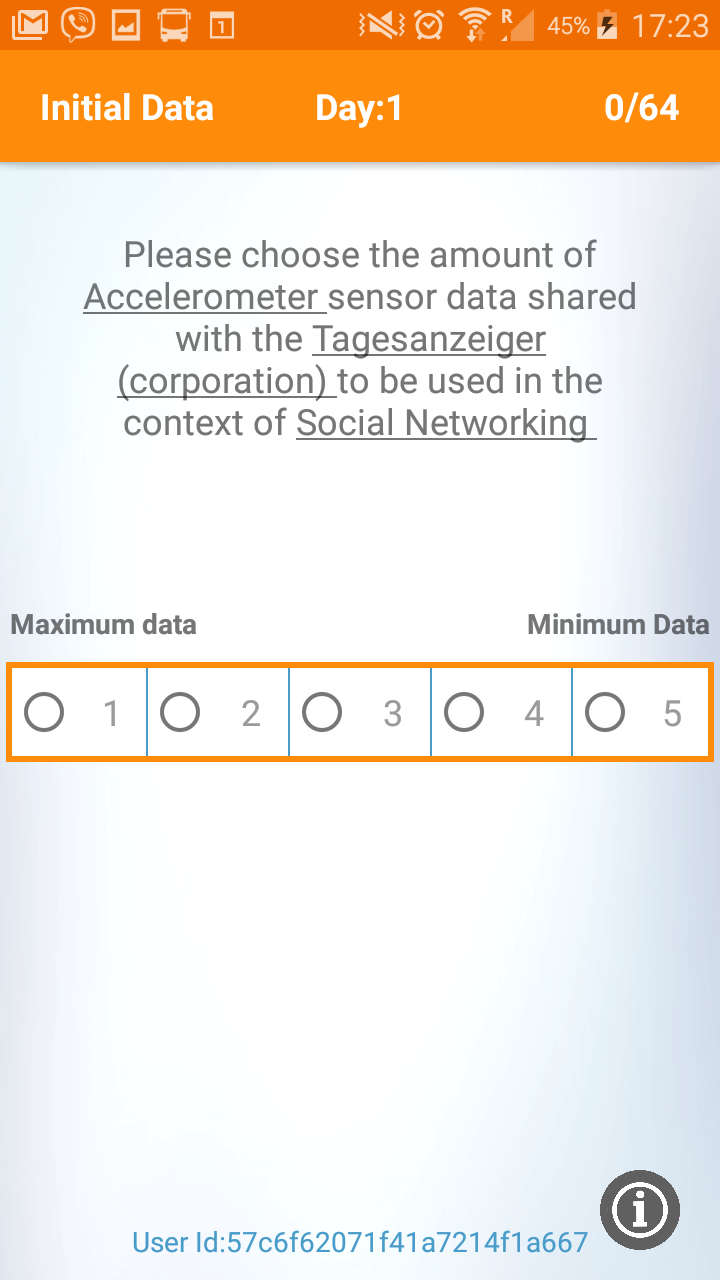 1 R 45% 17:23
Initial Data Day:1 0/64
Please choose the amount of
Accelerometer sensor data shared
with the Tagesanzeiger
(corporation) to be used in the
context of Social Networking
Maximum data Minimum Data
1 2 3 4 5
User Id:57c6f62071f41a7214f1a667